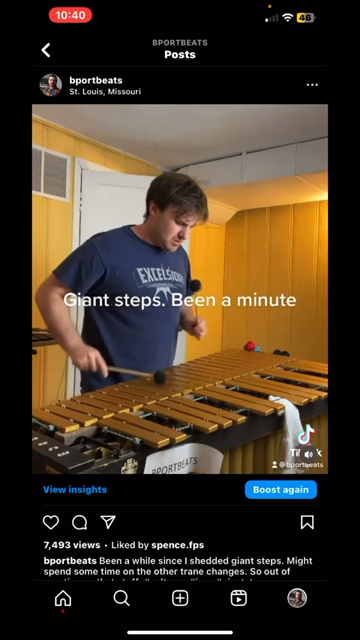 10:40
46
BPORTBEATS
Posts
bportbeats
St. Louis, Missouri
EXCELSIOR
Giant steps. Been a minute
BPORTBEATS
@bportbeats
View insights
Boost again
7,493 views • Liked by spence.fps
bportbeats Been a while since I shedded giant steps. Might
spend some time on the other trane changes. So out of